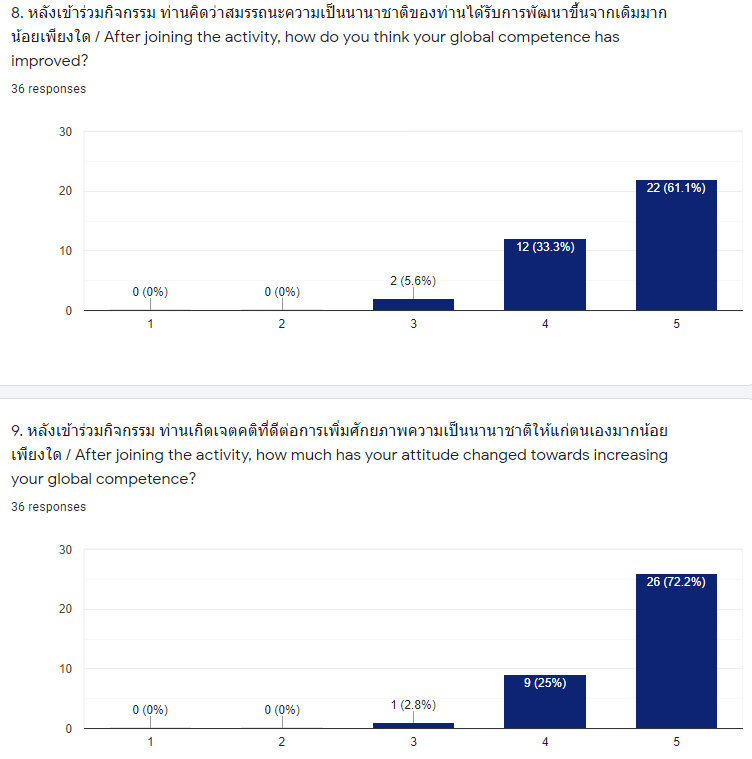 8. หลังเข้าร่วมกิจกรรม ท่านคิดว่าสมรรถนะความเป็นนานาชาติของท่านได้รับการพัฒนาขึ้นจากเดิมมาก
น้อยเพียงใด / After joining the activity, how do you think your global competence has
improved?
36 responses
30
20
10
0
0 (0%)
0 (0%)
2 (5.6%)
12 (33.3%)
22 (61.1%)
1 2 3 4 5
9. หลังเข้าร่วมกิจกรรม ท่านเกิดเจตคติที่ดีต่อการเพิ่มศักยภาพความเป็นนานาชาติให้แก่ตนเองมากน้อย
เพียงใด / After joining the activity, how much has your attitude changed towards increasing
your global competence?
36 responses
30
20
10
0
0 (0%)
0 (0%)
1 (2.8%)
9 (25%)
26 (72.2%)
1 2 3 4 5